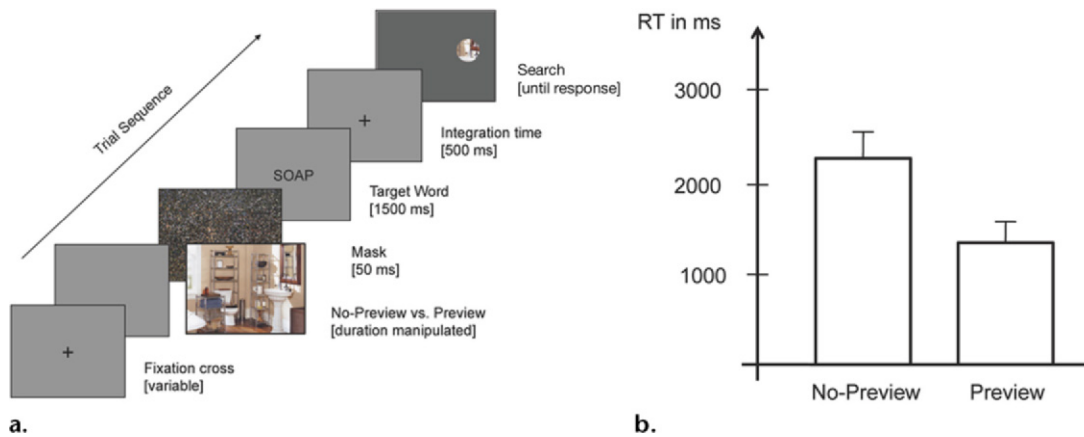 Trial Sequence
Search
[until response]
+
Integration time
[500 ms]
SOAP
Target Word
[1500 ms]
Mask
[50 ms]
No-Preview vs. Preview
[duration manipulated]
+
Fixation cross
[variable]
a.
RT in ms
3000
2000
1000
No-Preview Preview
b.